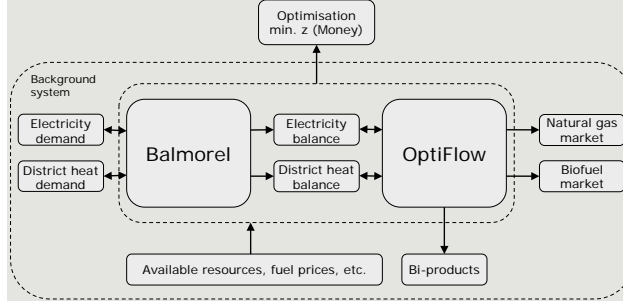 Optimisation
min. z (Money)
Background
system
Electricity
demand
District heat
demand
Balmorel
Electricity
balance
District heat
balance
OptiFlow
Natural gas
market
Biofuel
market
Available resources, fuel prices, etc.
Bi-products